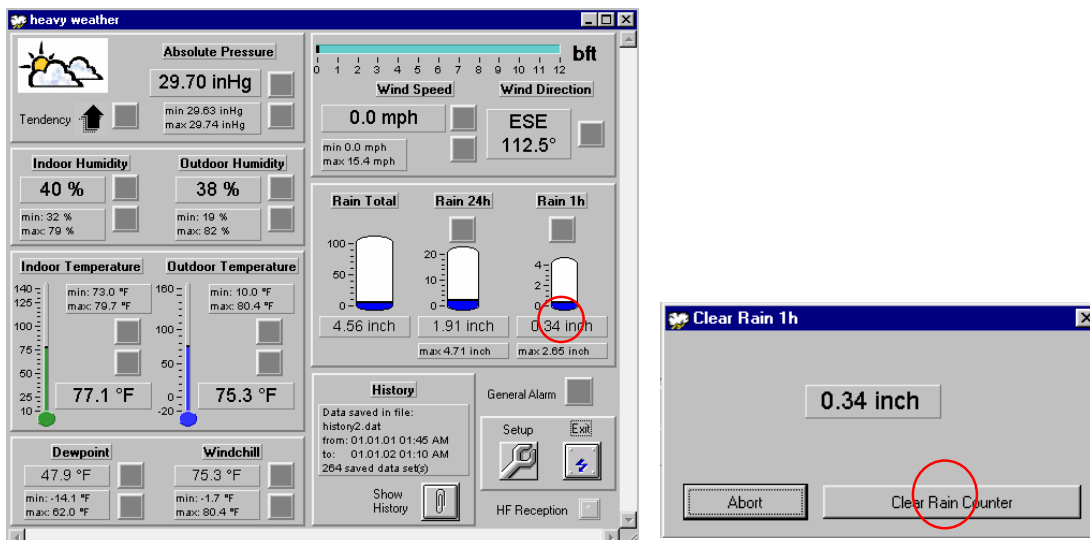 heavy weather
Absolute Pressure
29.70 inHg
Tendency
min 29.63 inHg
max 29.74 inHg
bft
0 1 2 3 4 5 6 7 8 9 10 11 12
Wind Speed Wind Direction
0.0 mph
min 0.0 mph
max 15.4 mph
ESE
112.5°
Indoor Humidity Outdoor Humidity
40 % 38 %
min: 32 %
max: 79 %
min: 19 %
max: 82 %
Rain Total Rain 24h Rain 1h
100
50
0
20
10
0
4
2
0
4.56 inch 1.91 inch 0.34 inch
max 4.71 inch max 2.65 inch
Indoor Temperature Outdoor Temperature
140
125
100
75
50
25
10
min: 73.0 °F
max: 79.7 °F
77.1 °F
160
100
50
0
-20
min: 10.0 °F
max: 80.4 °F
75.3 °F
Dewpoint Windchill
47.9 °F 75.3 °F
min: -14.1 °F
max: 62.0 °F
min: -1.7 °F
max: 80.4 °F
History
Data saved in file:
history2.dat
from: 01.01.01 01:45 AM
to: 01.01.02 01:10 AM
264 saved data set(s)
Show
History
General Alarm
Setup Exit
HF Reception
Clear Rain 1h
0.34 inch
Abort Clear Rain Counter